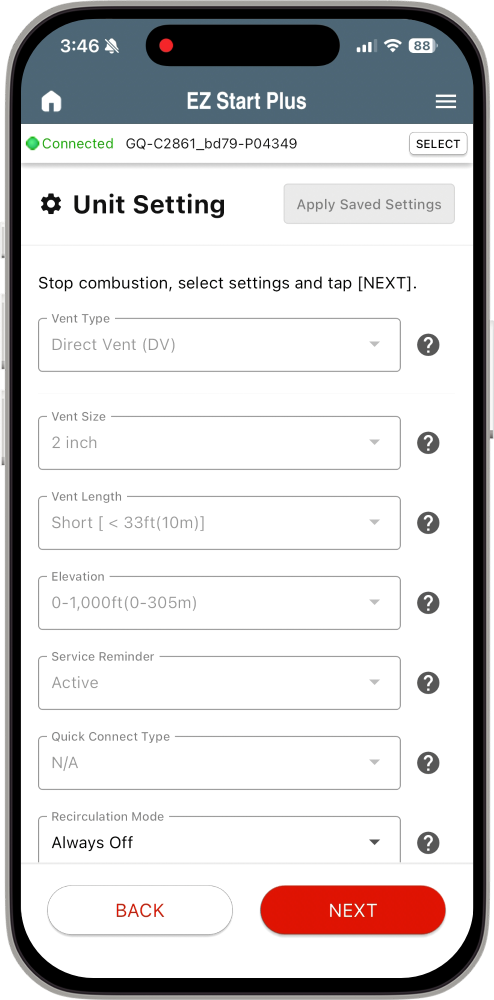 3:46
88
EZ Start Plus
Connected GQ-C2861_bd79-P04349 SELECT
Unit Setting
Apply Saved Settings
Stop combustion, select settings and tap [NEXT].
Vent Type
Direct Vent (DV)
?
Vent Size
2 inch
?
Vent Length
Short [ < 33ft(10m)]
?
Elevation
0-1,000ft(0-305m)
?
Service Reminder
Active
?
Quick Connect Type
N/A
?
Recirculation Mode
Always Off
?
BACK NEXT